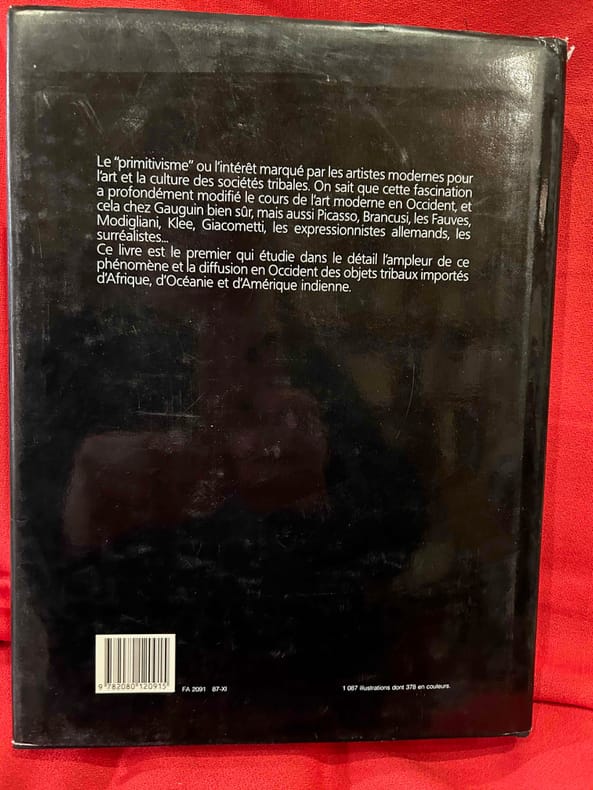 Le "primitivisme" ou l'intérêt marqué par les artistes modernes pour
l'art et la culture des sociétés tribales. On sait que cette fascination
a profondément modifié le cours de l'art moderne en Occident, et
cela chez Gauguin bien sûr, mais aussi Picasso, Brancusi, les Fauves,
Modigliani, Klee, Giacometti, les expressionnistes allemands, les
surréalistes...
Ce livre est le premier qui étudie dans le détail l'ampleur de ce
phénomène et la diffusion en Occident des objets tribaux importés
d'Afrique, d'Océanie et d'Amérique indienne.
9 782080 120915
FA 2091 87-XI
1 087 illustrations dont 378 en couleurs.